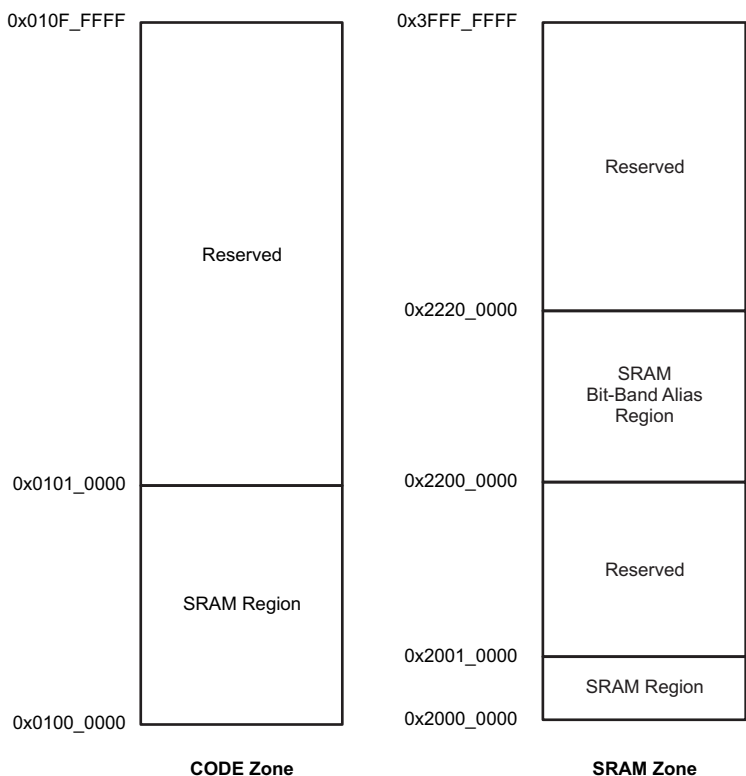 0x010F_FFFF
Reserved
0x0101_0000
SRAM Region
0x0100_0000
CODE Zone
0x3FFF_FFFF
Reserved
0x2220_0000
SRAM
Bit-Band Alias
Region
0x2200_0000
Reserved
0x2001_0000
SRAM Region
0x2000_0000
SRAM Zone